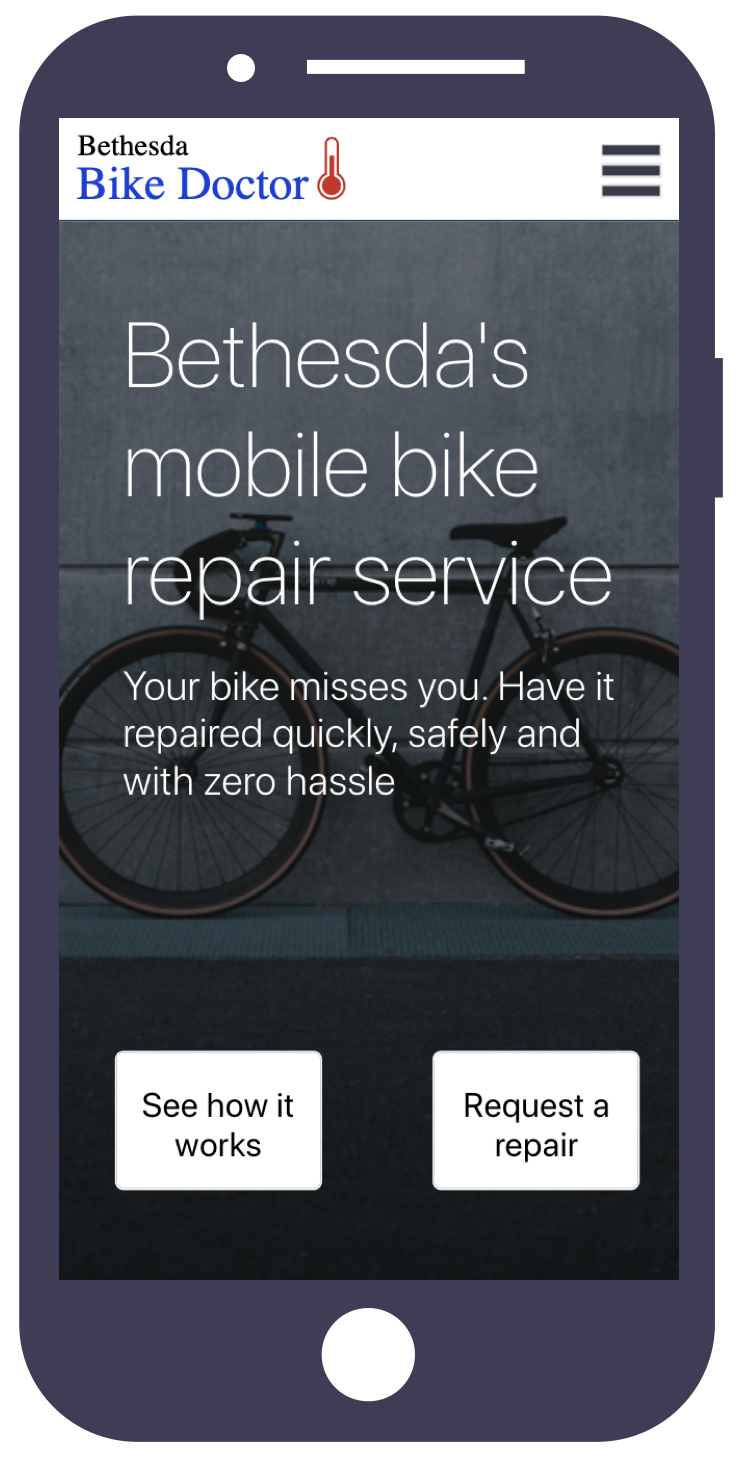 Bethesda
Bike Doctor
Bethesda's
mobile bike
repair service
Your bike misses you. Have it
repaired quickly, safely and
with zero hassle
See how it
works
Request a
repair